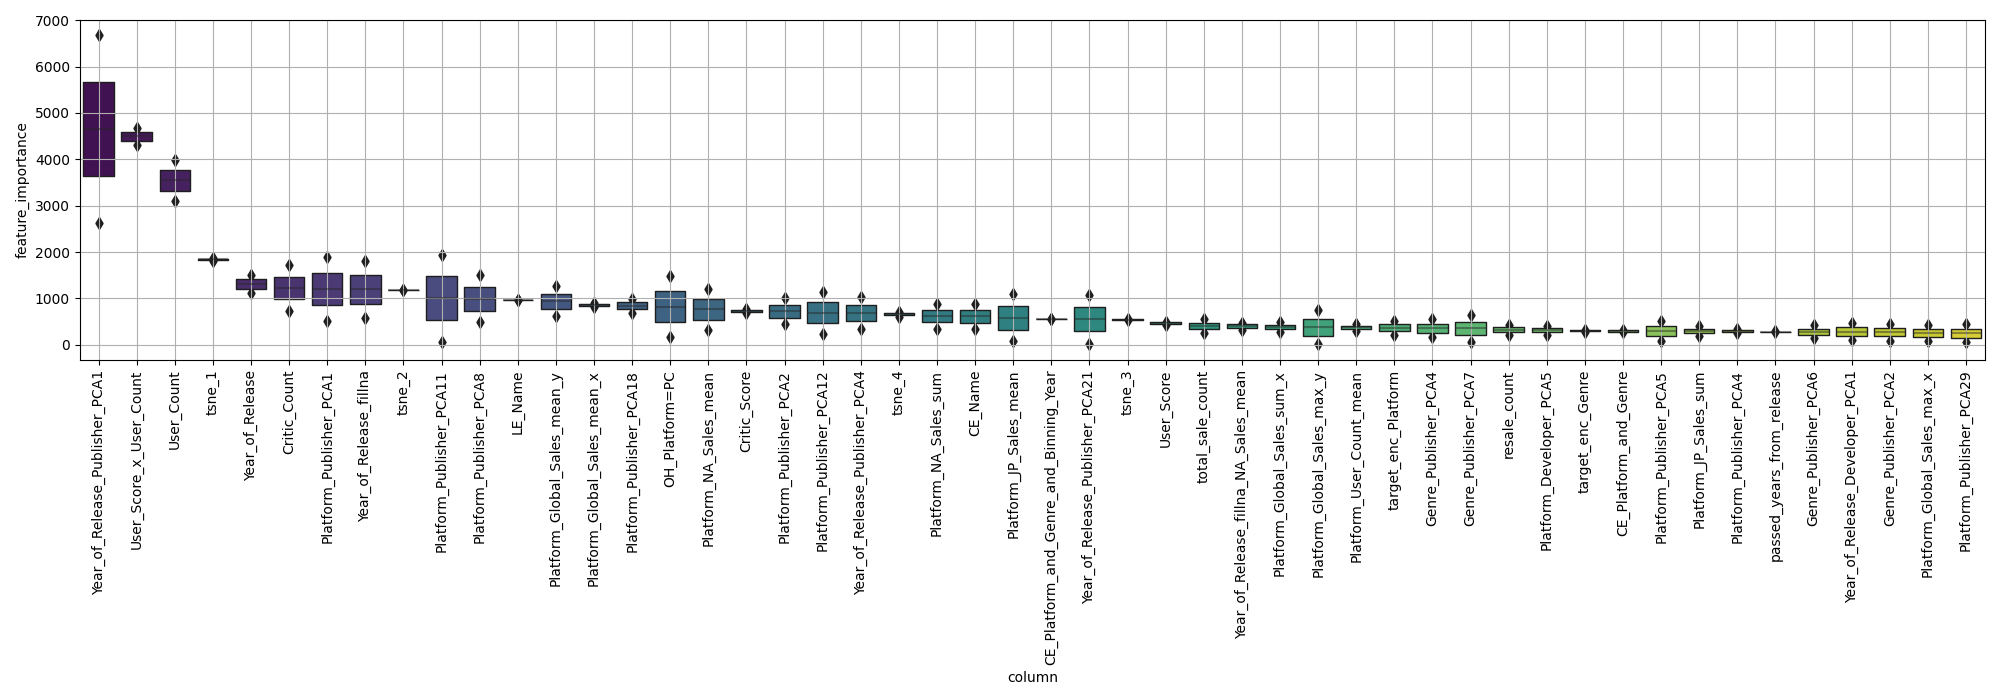 7000
6000
5000
4000
3000
2000
1000
0
feature_importance
Year_of_Release_Publisher_PCA1
User_Score_x_User_Count
User_Count
tsne_1
Year_of_Release
Critic_Count
Platform_Publisher_PCA1
Year_of_Release_fillna
tsne_2
Platform_Publisher_PCA11
Platform_Publisher_PCA8
LE_Name
Platform_Global_Sales_mean_y
Platform_Global_Sales_mean_x
Platform_Publisher_PCA18
OH_Platform=PC
Platform_NA_Sales_mean
Critic_Score
Platform_Publisher_PCA2
Platform_Publisher_PCA12
Year_of_Release_Publisher_PCA4
tsne_4
Platform_NA_Sales_sum
CE_Name
Platform_JP_Sales_mean
CE_Platform_and_Genre_and_Binning_Year
Year_of_Release_Publisher_PCA21
tsne_3
User_Score
total_sale_count
Year_of_Release_fillna_NA_Sales_mean
Platform_Global_Sales_sum_x
Platform_Global_Sales_max_y
Platform_User_Count_mean
target_enc_Platform
Genre_Publisher_PCA4
Genre_Publisher_PCA7
resale_count
Platform_Developer_PCA5
target_enc_Genre
CE_Platform_and_Genre
Platform_Publisher_PCA5
Platform_JP_Sales_sum
Platform_Publisher_PCA4
passed_years_from_release
Genre_Publisher_PCA6
Year_of_Release_Developer_PCA1
Genre_Publisher_PCA2
Platform_Global_Sales_max_x
Platform_Publisher_PCA29
column